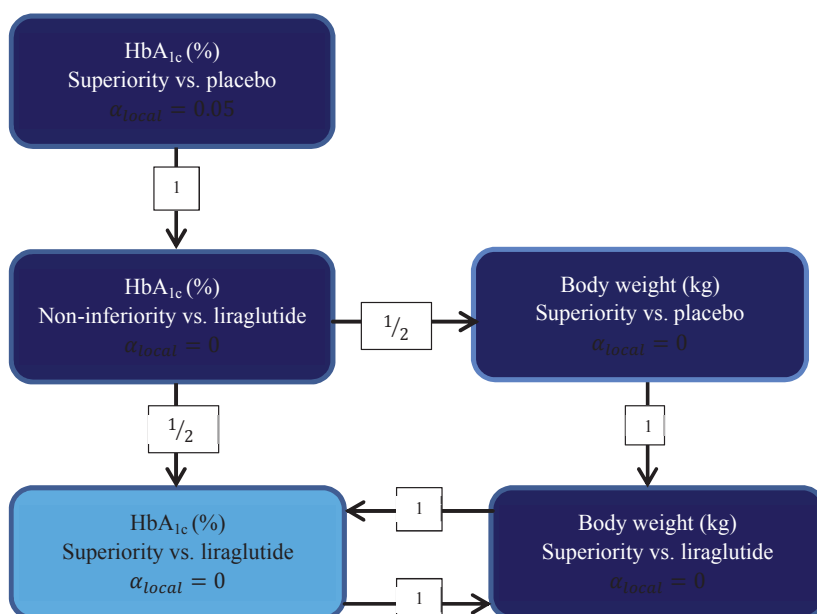 HbA1c (%)
Superiority vs. placebo
αlocal = 0.05
1
HbA1c (%)
Non-inferiority vs. liraglutide
αlocal = 0
1/2
Body weight (kg)
Superiority vs. placebo
αlocal = 0
1/2
1
HbA1c (%)
Superiority vs. liraglutide
αlocal = 0
1
1
Body weight (kg)
Superiority vs. liraglutide
αlocal = 0